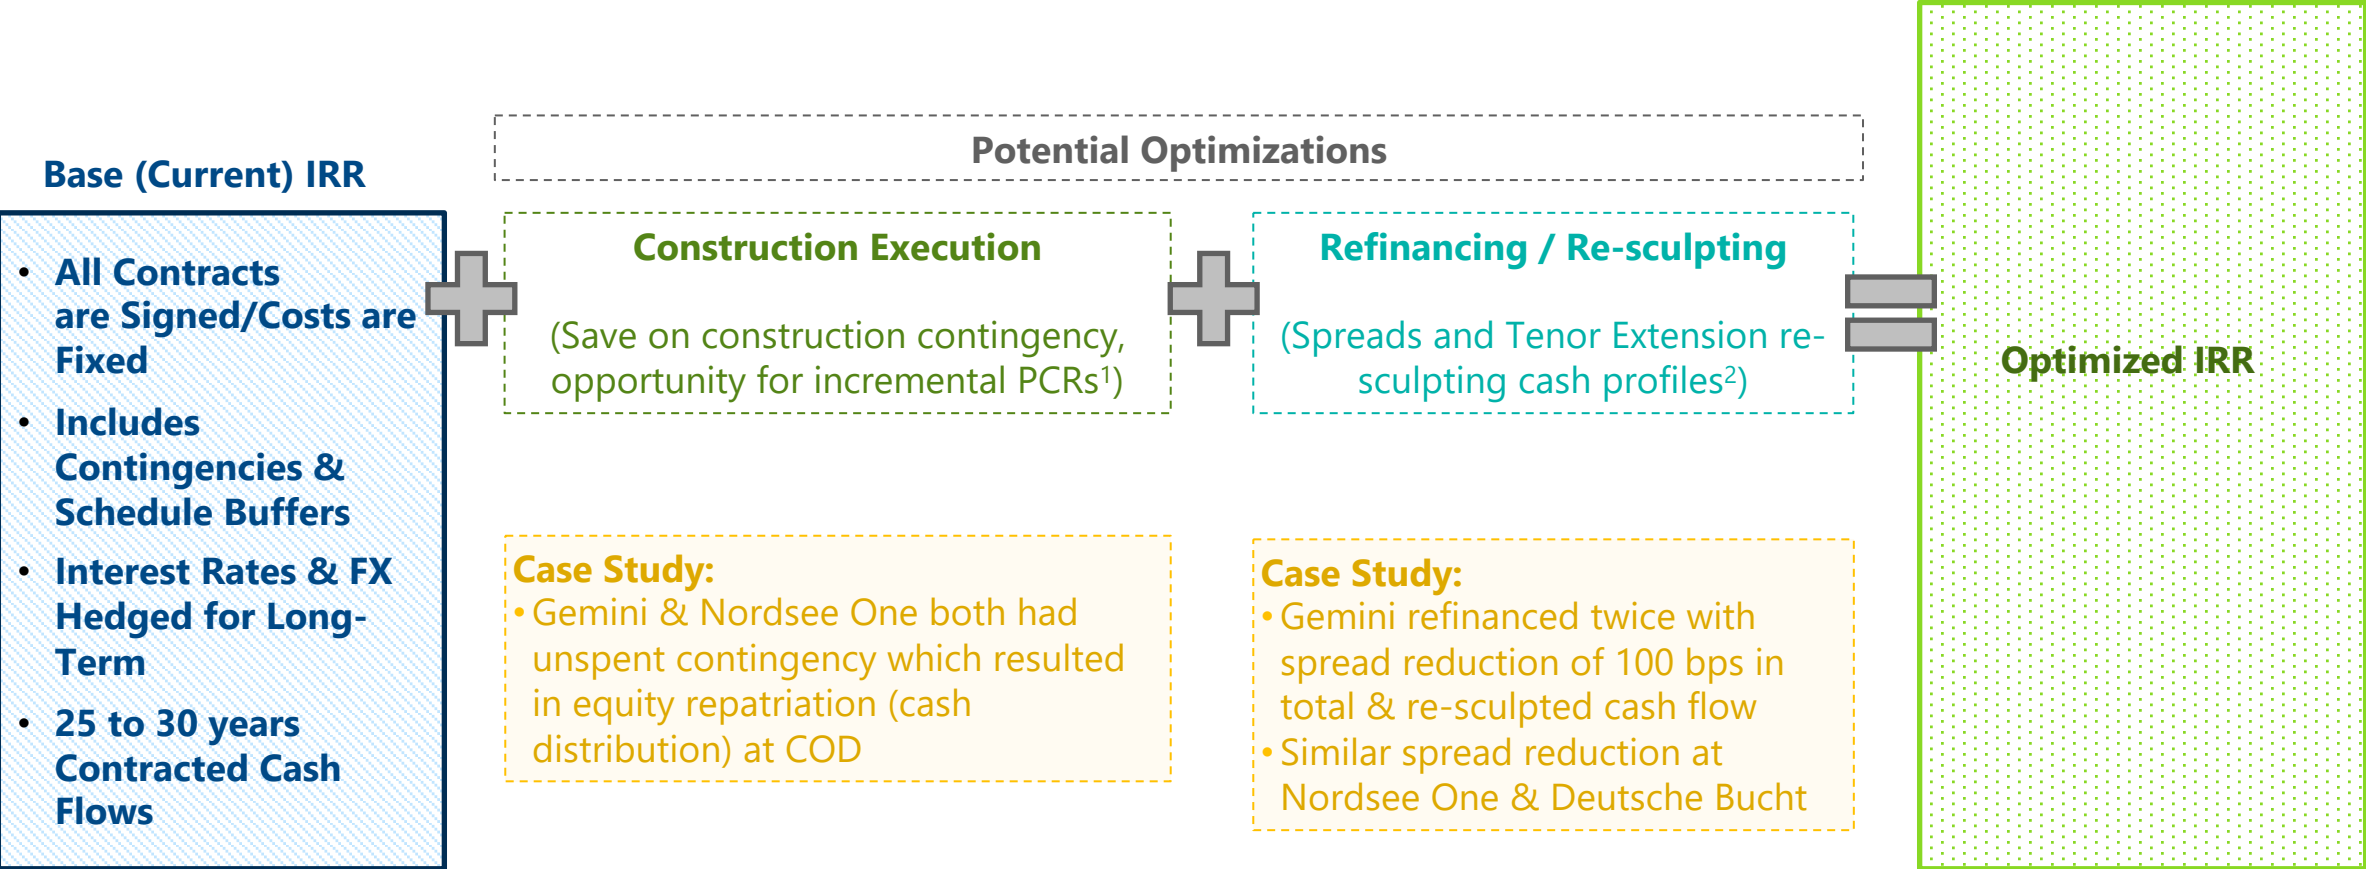 Potential Optimizations
Base (Current) IRR
• All Contracts
are Signed/Costs are
Fixed
• Includes
Contingencies &
Schedule Buffers
• Interest Rates & FX
Hedged for Long-
Term
• 25 to 30 years
Contracted Cash
Flows
Construction Execution
(Save on construction contingency,
opportunity for incremental PCRs¹)
Case Study:
• Gemini & Nordsee One both had
unspent contingency which resulted
in equity repatriation (cash
distribution) at COD
Refinancing / Re-sculpting
(Spreads and Tenor Extension re-
sculpting cash profiles²)
Case Study:
• Gemini refinanced twice with
spread reduction of 100 bps in
total & re-sculpted cash flow
• Similar spread reduction at
Nordsee One & Deutsche Bucht
Optimized IRR